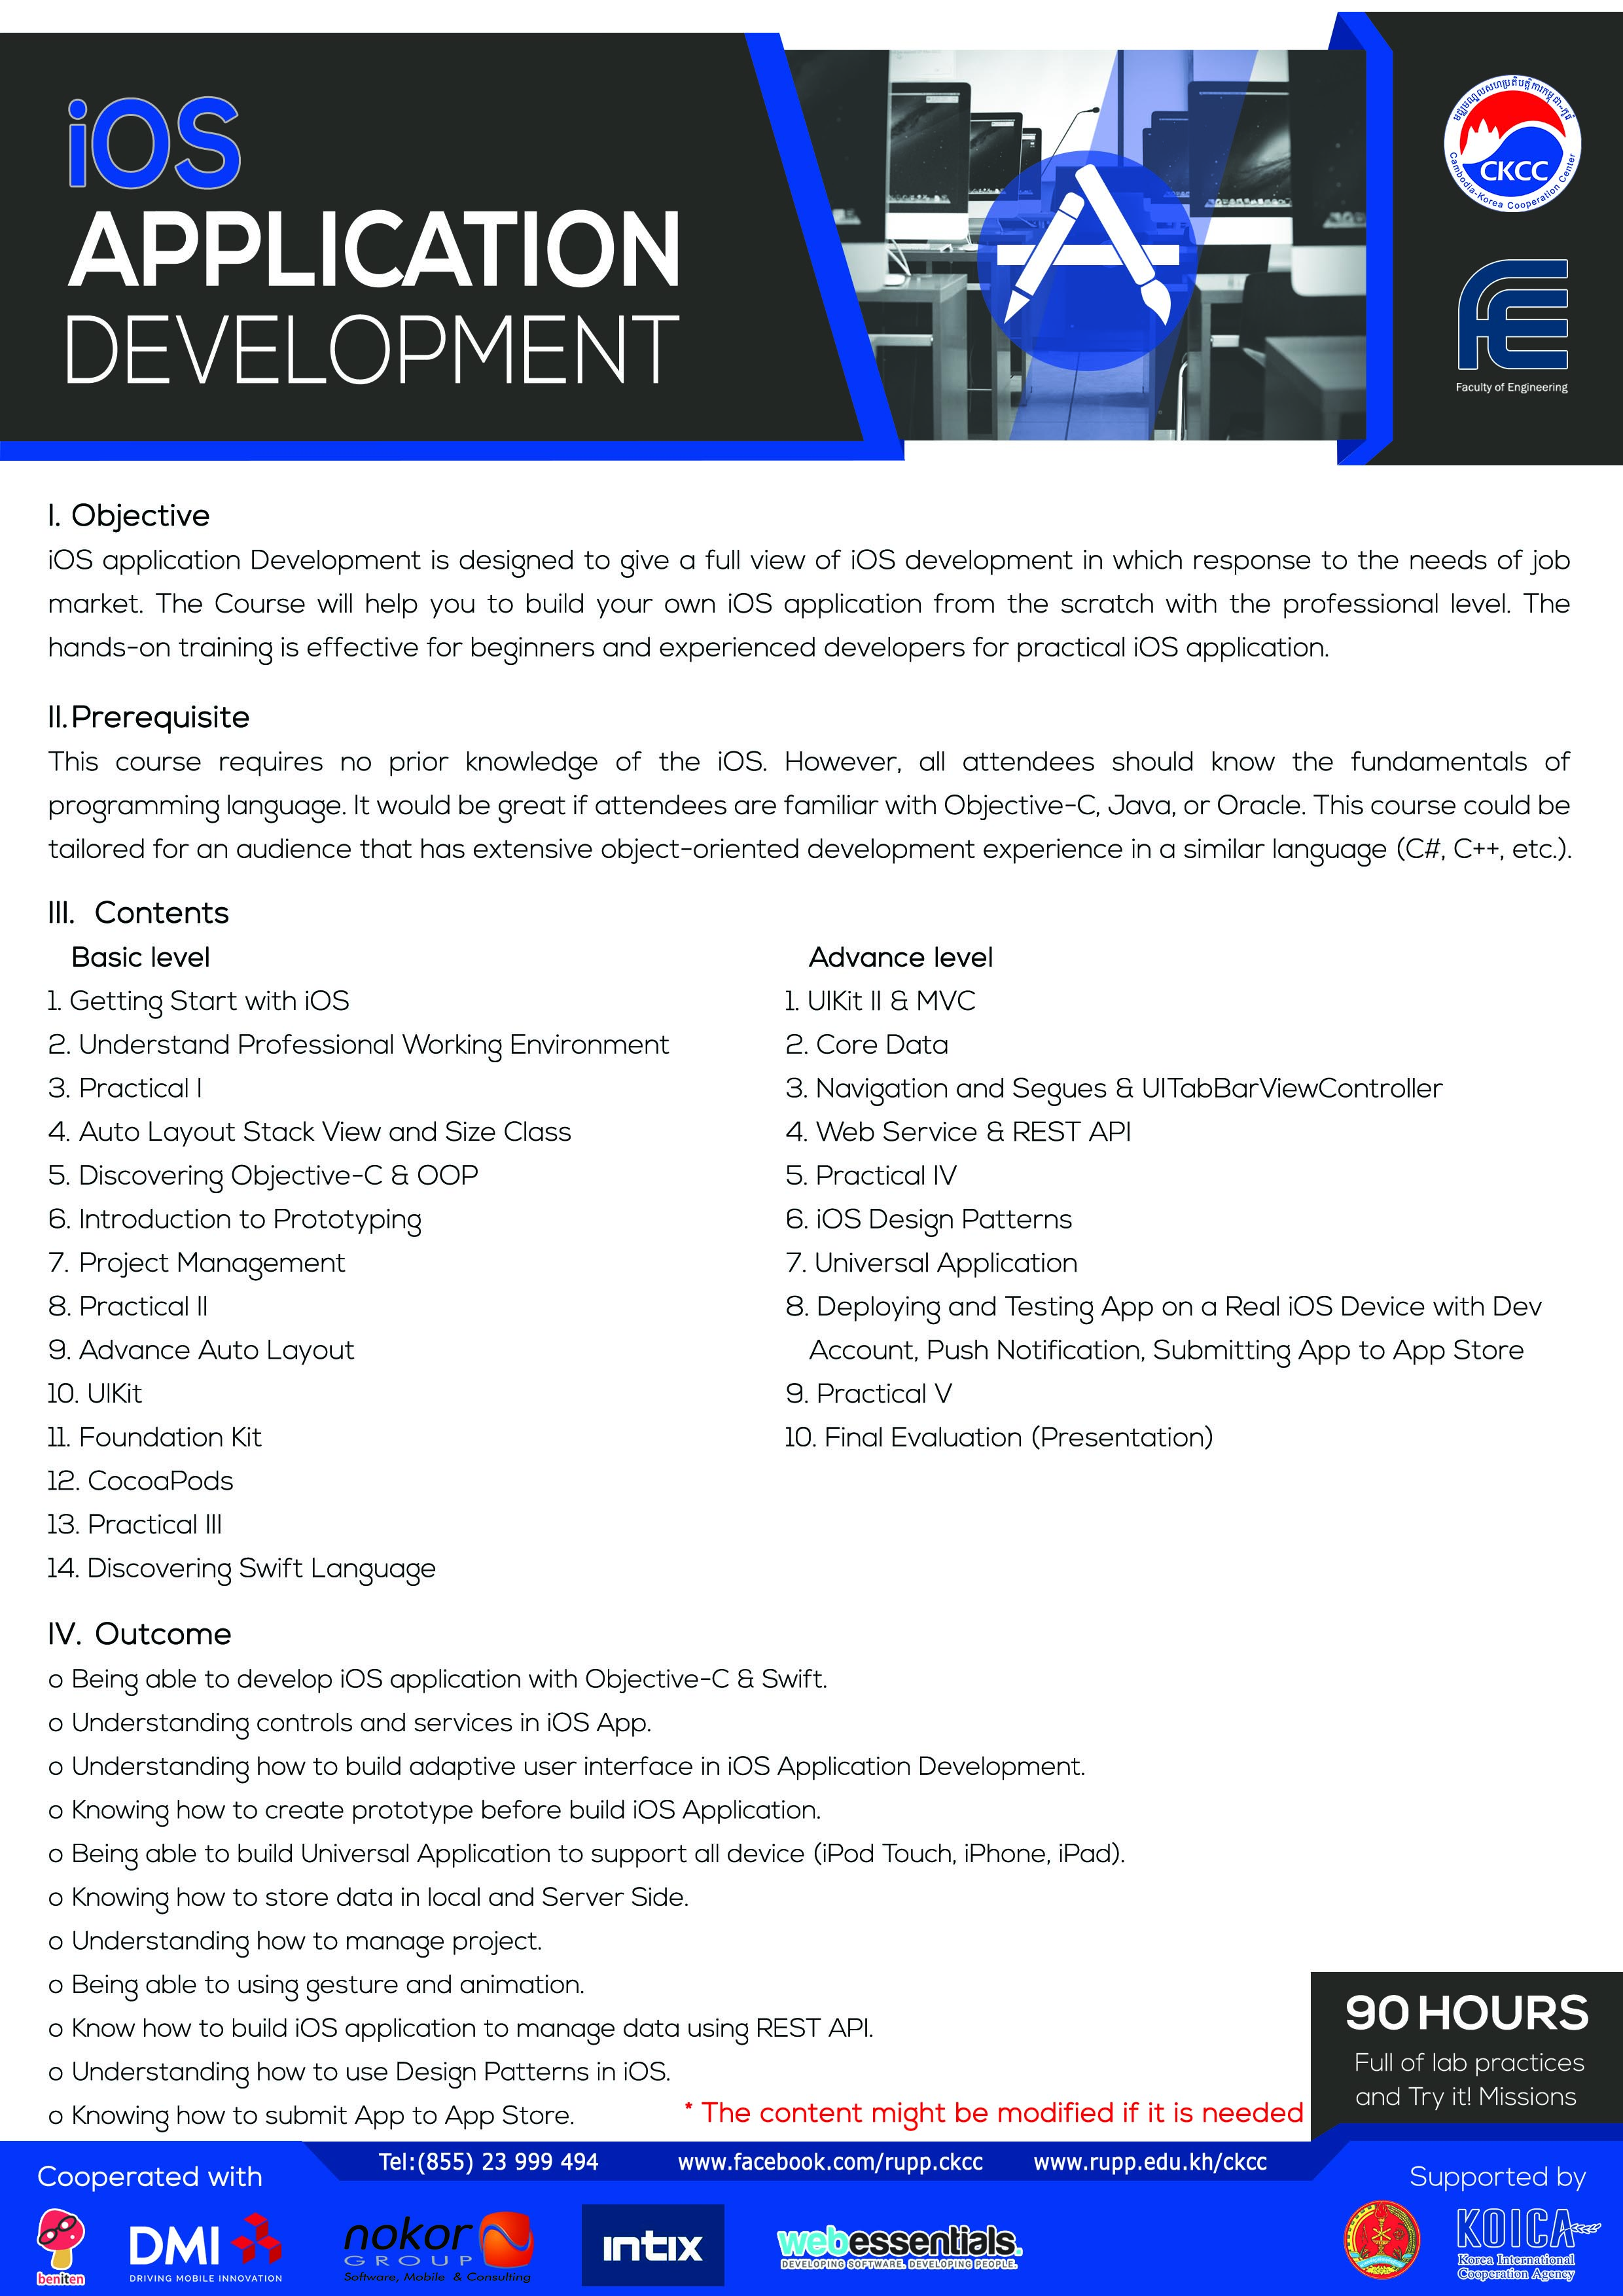 iOS
APPLICATION
DEVELOPMENT
CKCC
Cambodia-Korea Cooperation Center
FE
Faculty of Engineering
I. Objective
iOS application Development is designed to give a full view of iOS development in which response to the needs of job
market. The Course will help you to build your own iOS application from the scratch with the professional level. The
hands-on training is effective for beginners and experienced developers for practical iOS application.
II. Prerequisite
This course requires no prior knowledge of the iOS. However, all attendees should know the fundamentals of
programming language. It would be great if attendees are familiar with Objective-C, Java, or Oracle. This course could be
tailored for an audience that has extensive object-oriented development experience in a similar language (C#, C++, etc.).
III. Contents
Basic level
1. Getting Start with iOS
2. Understand Professional Working Environment
3. Practical I
4. Auto Layout Stack View and Size Class
5. Discovering Objective-C & OOP
6. Introduction to Prototyping
7. Project Management
8. Practical II
9. Advance Auto Layout
10. UIKit
11. Foundation Kit
12. CocoaPods
13. Practical III
14. Discovering Swift Language
Advance level
1. UIKit II & MVC
2. Core Data
3. Navigation and Segues & UITabBarViewController
4. Web Service & REST API
5. Practical IV
6. iOS Design Patterns
7. Universal Application
8. Deploying and Testing App on a Real iOS Device with Dev
Account, Push Notification, Submitting App to App Store
9. Practical V
10. Final Evaluation (Presentation)
IV. Outcome
o Being able to develop iOS application with Objective-C & Swift.
o Understanding controls and services in iOS App.
o Understanding how to build adaptive user interface in iOS Application Development.
o Knowing how to create prototype before build iOS Application.
o Being able to build Universal Application to support all device (iPod Touch, iPhone, iPad).
o Knowing how to store data in local and Server Side.
o Understanding how to manage project.
o Being able to using gesture and animation.
o Know how to build iOS application to manage data using REST API.
o Understanding how to use Design Patterns in iOS.
o Knowing how to submit App to App Store.
* The content might be modified if it is needed
90 HOURS
Full of lab practices
and Try it! Missions
Tel:(855) 23 999 494
www.facebook.com/rupp.ckcc
www.rupp.edu.kh/ckcc
Cooperated with
beniten
DMI
DRIVING MOBILE INNOVATION
nokor
GROUP
Software, Mobile & Consulting
intix
webessentials.
DEVELOPING SOFTWARE. DEVELOPING PEOPLE.
Supported by
KOICA
Korea International
Cooperation Agency